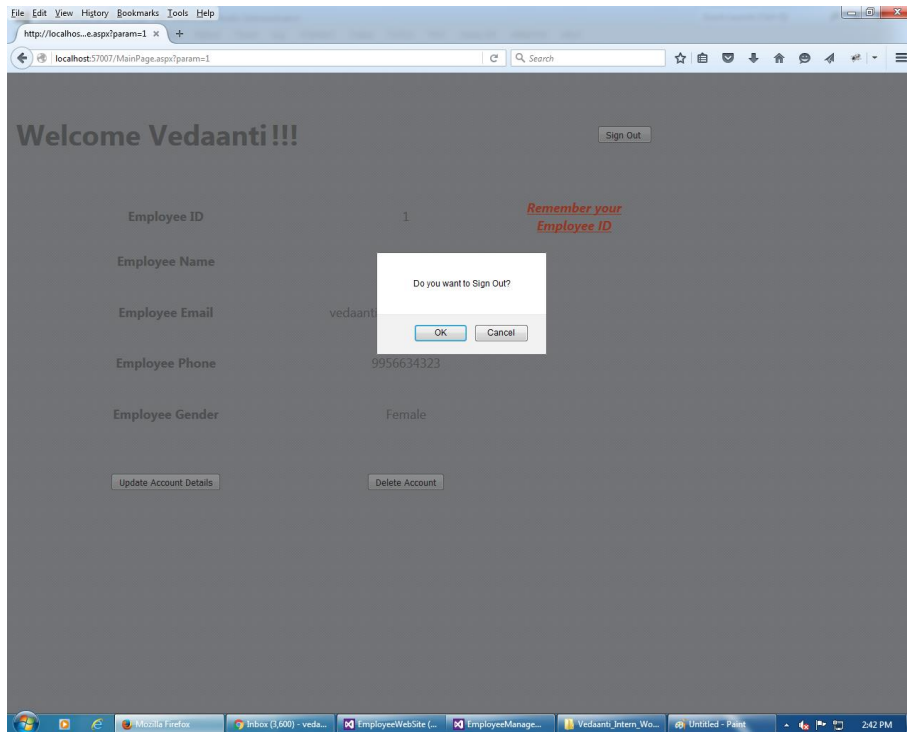 File Edit View History Bookmarks Tools Help
http://localhos...e.aspx?param=1 × +
localhost:57007/MainPage.aspx?param=1 Search
Welcome Vedaanti!!!
Sign Out
Employee ID 1 Remember your
Employee ID
Employee Name
Do you want to Sign Out?
Employee Email vedaanti
OK Cancel
Employee Phone 9956634323
Employee Gender Female
Update Account Details Delete Account
Mozilla Firefox Inbox (3,600) - veda... EmployeeWebSite (... EmployeeManage... Vedaanti_Intern_Wo... Untitled - Paint 2:42 PM